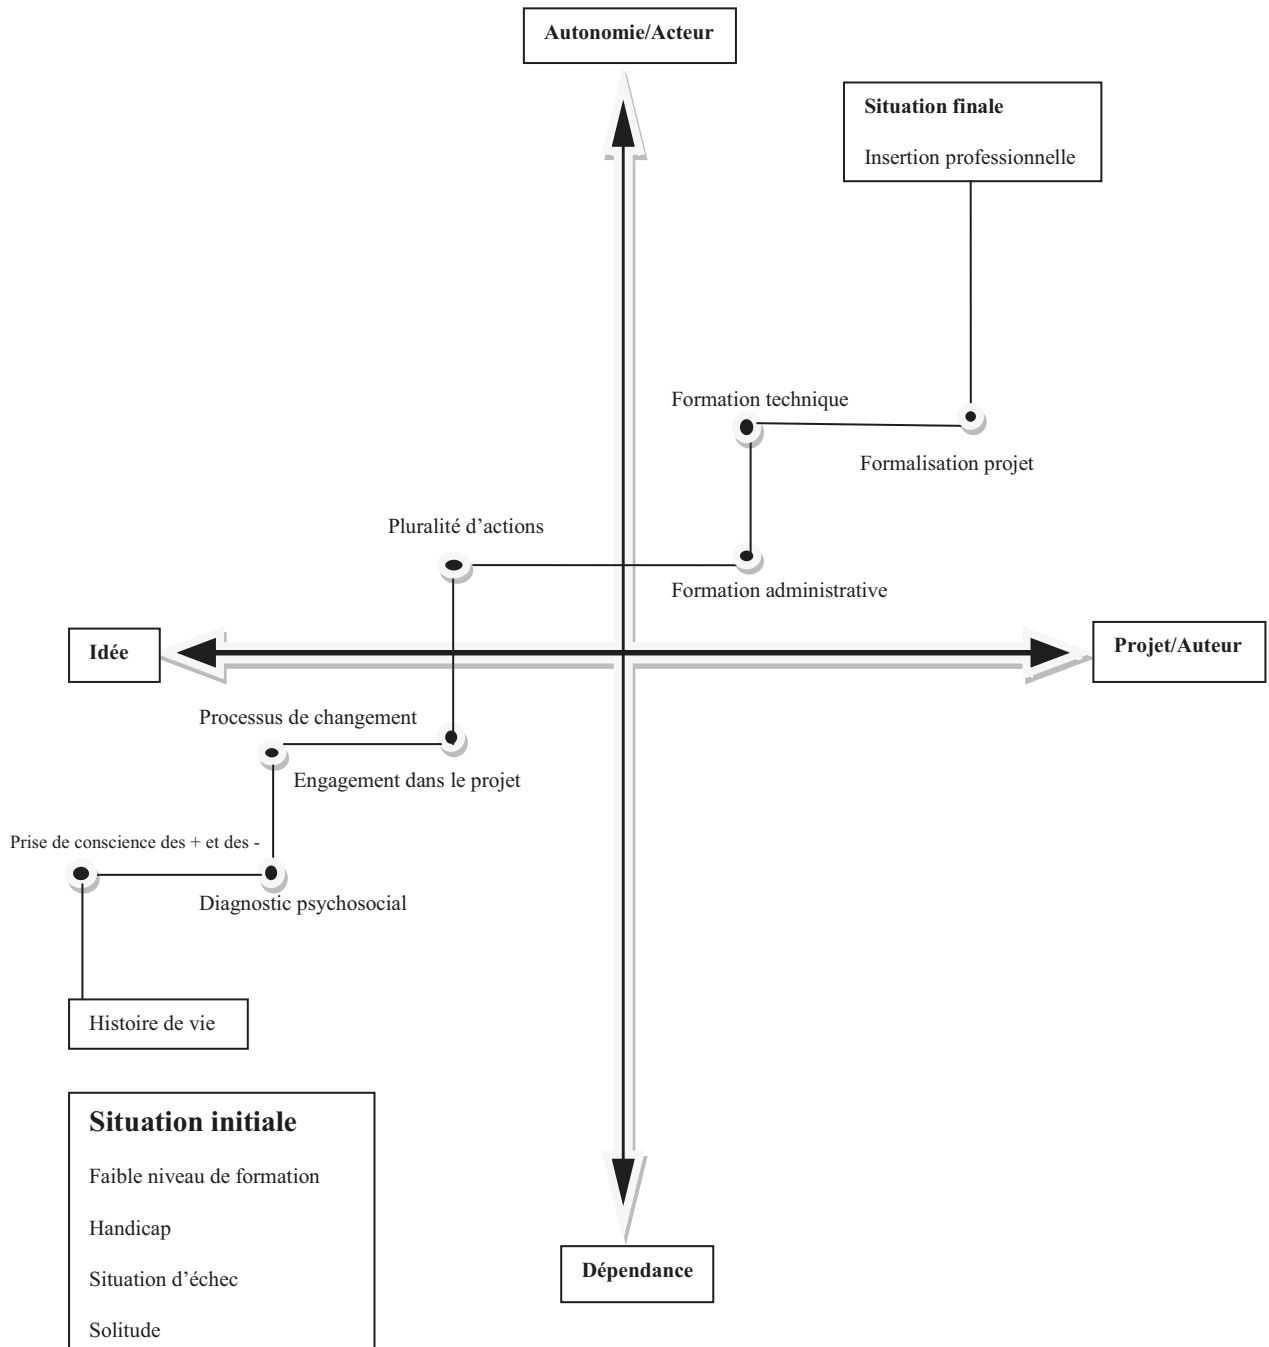 Autonomie/Acteur
Situation finale
Insertion professionnelle
Formation technique
Formalisation projet
Pluralité d’actions
Formation administrative
Idée
Projet/Auteur
Processus de changement
Engagement dans le projet
Prise de conscience des + et des -
Diagnostic psychosocial
Histoire de vie
Situation initiale
Faible niveau de formation
Handicap
Situation d’échec
Solitude
Dépendance